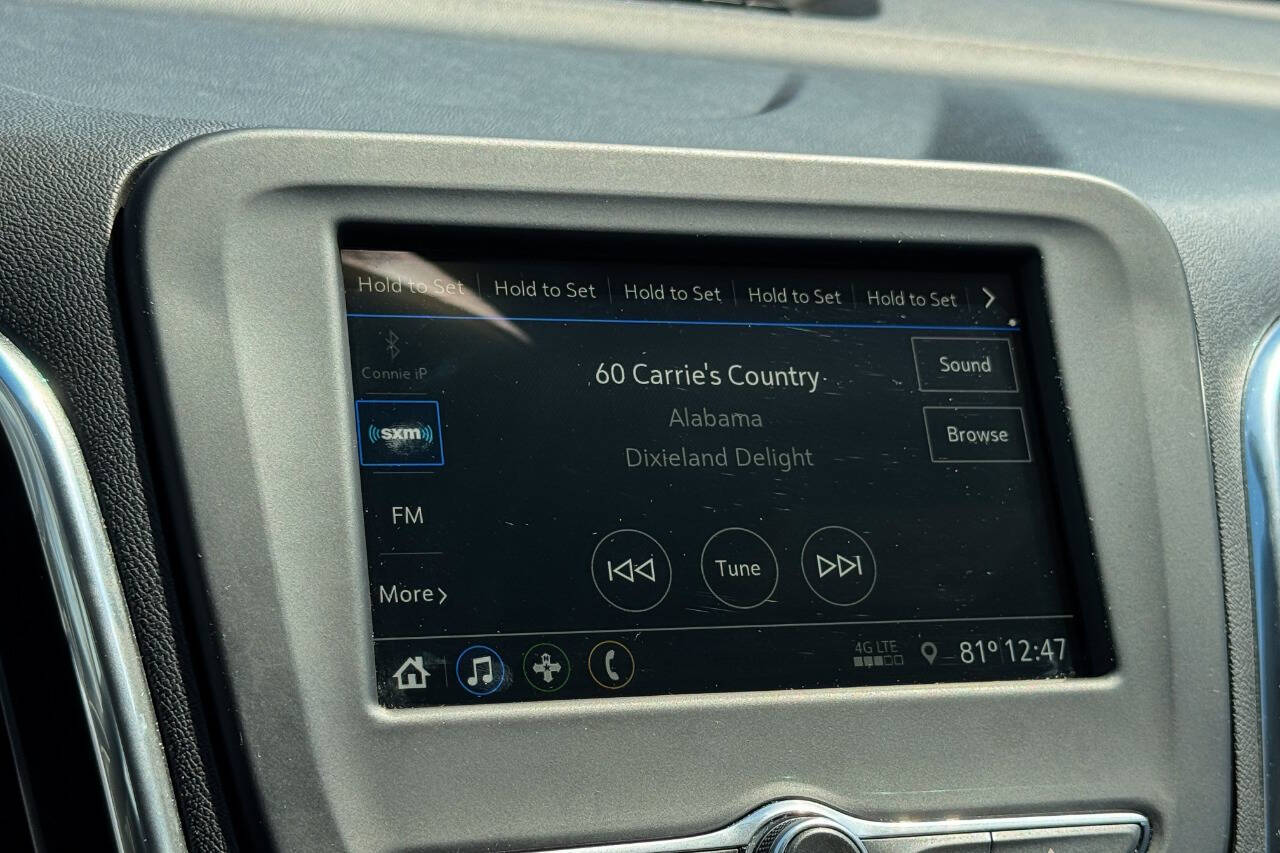 Hold to Set Hold to Set Hold to Set Hold to Set Hold to Set
Connie iP
60 Carrie's Country
Sound
Alabama
sxm
Browse
Dixieland Delight
FM
Tune
More
4G LTE
81° 12:47